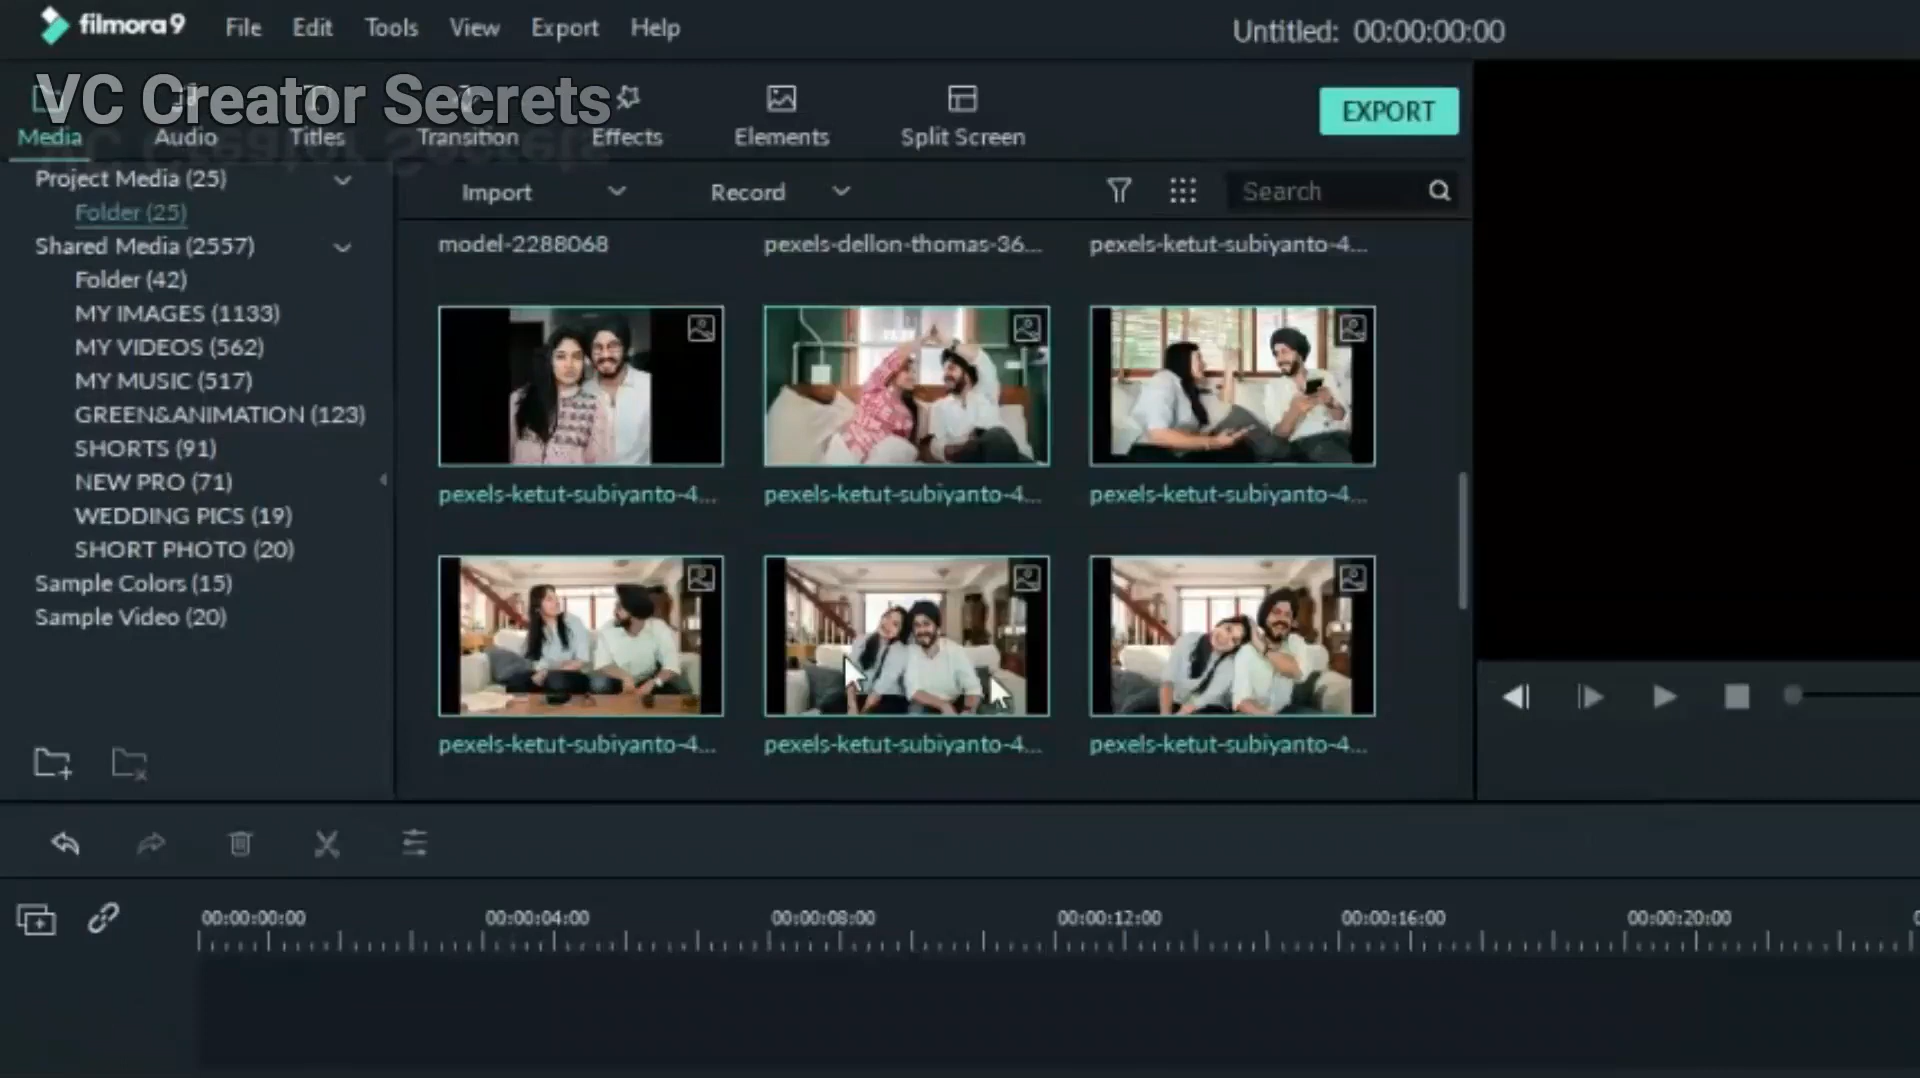 filmora9 File Edit Tools View Export Help Untitled: 00:00:00:00
VC Creator Secrets
Media Audio Titles Transition Effects Elements Split Screen EXPORT
Project Media (25)
Folder (25)
Shared Media (2557)
Folder (42)
MY IMAGES (1133)
MY VIDEOS (562)
MY MUSIC (517)
GREEN&ANIMATION (123)
SHORTS (91)
NEW PRO (71)
WEDDING PICS (19)
SHORT PHOTO (20)
Sample Colors (15)
Sample Video (20)
Import Record Search
model-2288068 pexels-dellon-thomas-36... pexels-ketut-subiyanto-4...
pexels-ketut-subiyanto-4... pexels-ketut-subiyanto-4... pexels-ketut-subiyanto-4...
pexels-ketut-subiyanto-4... pexels-ketut-subiyanto-4... pexels-ketut-subiyanto-4...
00:00:00:00 00:00:04:00 00:00:08:00 00:00:12:00 00:00:16:00 00:00:20:00